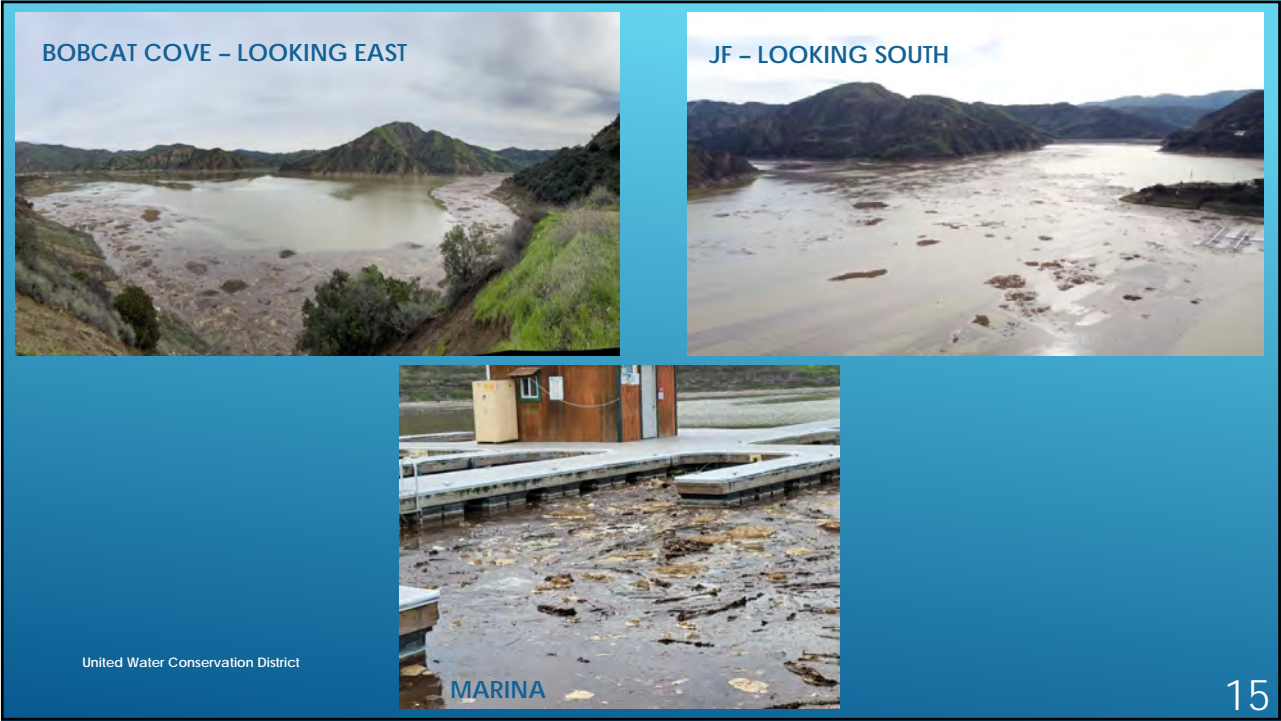 BOBCAT COVE – LOOKING EAST
JF – LOOKING SOUTH
MARINA
United Water Conservation District
15